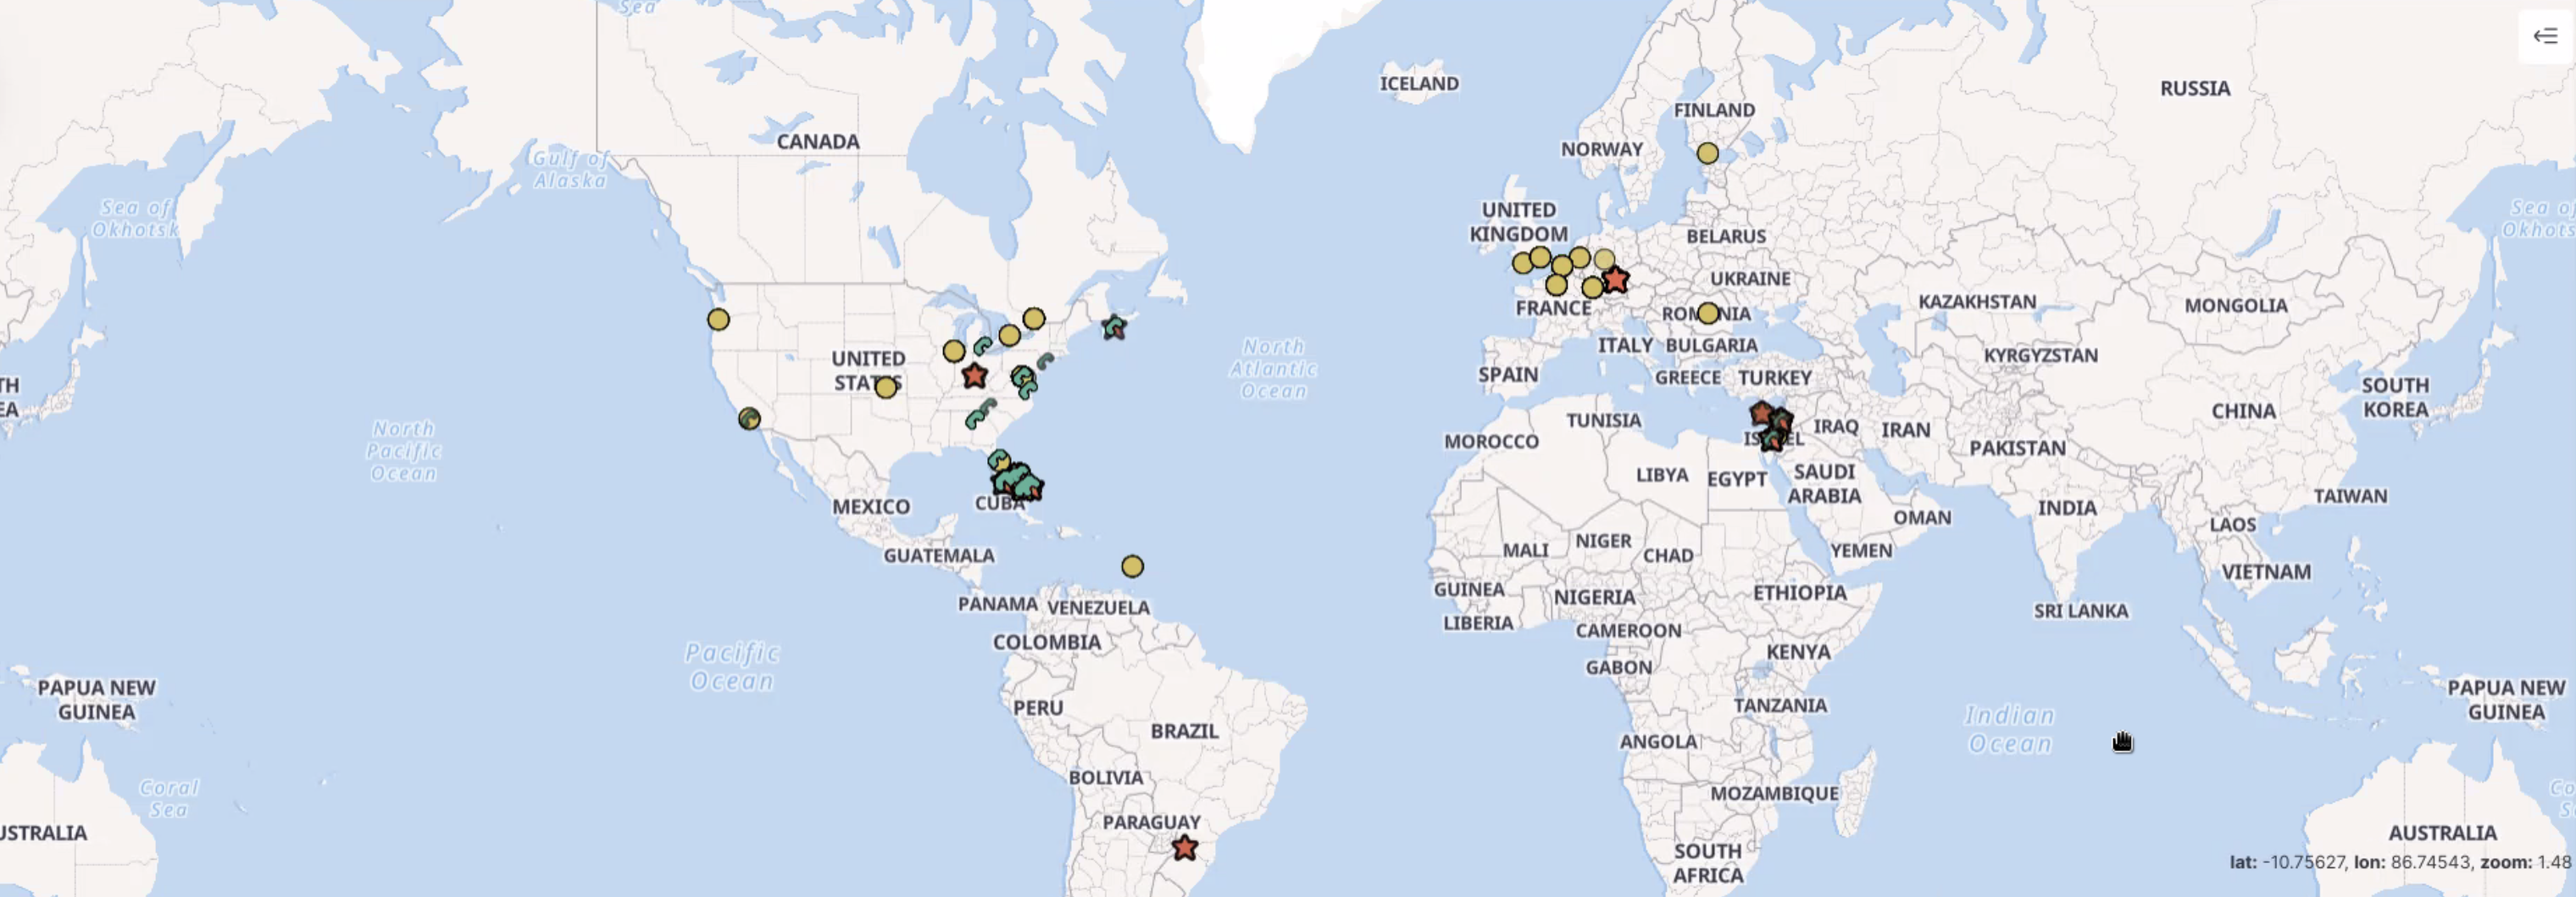 Sea
ICELAND
RUSSIA
FINLAND
CANADA
NORWAY
Gulf of
Alaska
Sea of
Okhotsk
UNITED
KINGDOM
Sea of
Okhots
BELARUS
UKRAINE
KAZAKHSTAN
MONGOLIA
FRANCE
ROMANIA
ITALY
BULGARIA
UNITED
STATES
North
Atlantic
Ocean
KYRGYZSTAN
SPAIN
GREECE
TURKEY
TH
EA
SOUTH
KOREA
CHINA
TUNISIA
IRAQ
IRAN
North
Pacific
Ocean
MOROCCO
ISRAEL
PAKISTAN
LIBYA
EGYPT
SAUDI
ARABIA
MEXICO
CUBA
TAIWAN
INDIA
OMAN
LAOS
GUATEMALA
MALI
NIGER
CHAD
YEMEN
VIETNAM
GUINEA
NIGERIA
ETHIOPIA
PANAMA
VENEZUELA
SRI LANKA
LIBERIA
CAMEROON
COLOMBIA
KENYA
Pacific
Ocean
GABON
PAPUA NEW
GUINEA
PERU
TANZANIA
PAPUA NEW
GUINEA
BRAZIL
Indian
Ocean
ANGOLA
BOLIVIA
MOZAMBIQUE
Coral
Sea
Co
S
PARAGUAY
USTRALIA
AUSTRALIA
SOUTH
AFRICA
lat: -10.75627, lon: 86.74543, zoom: 1.48